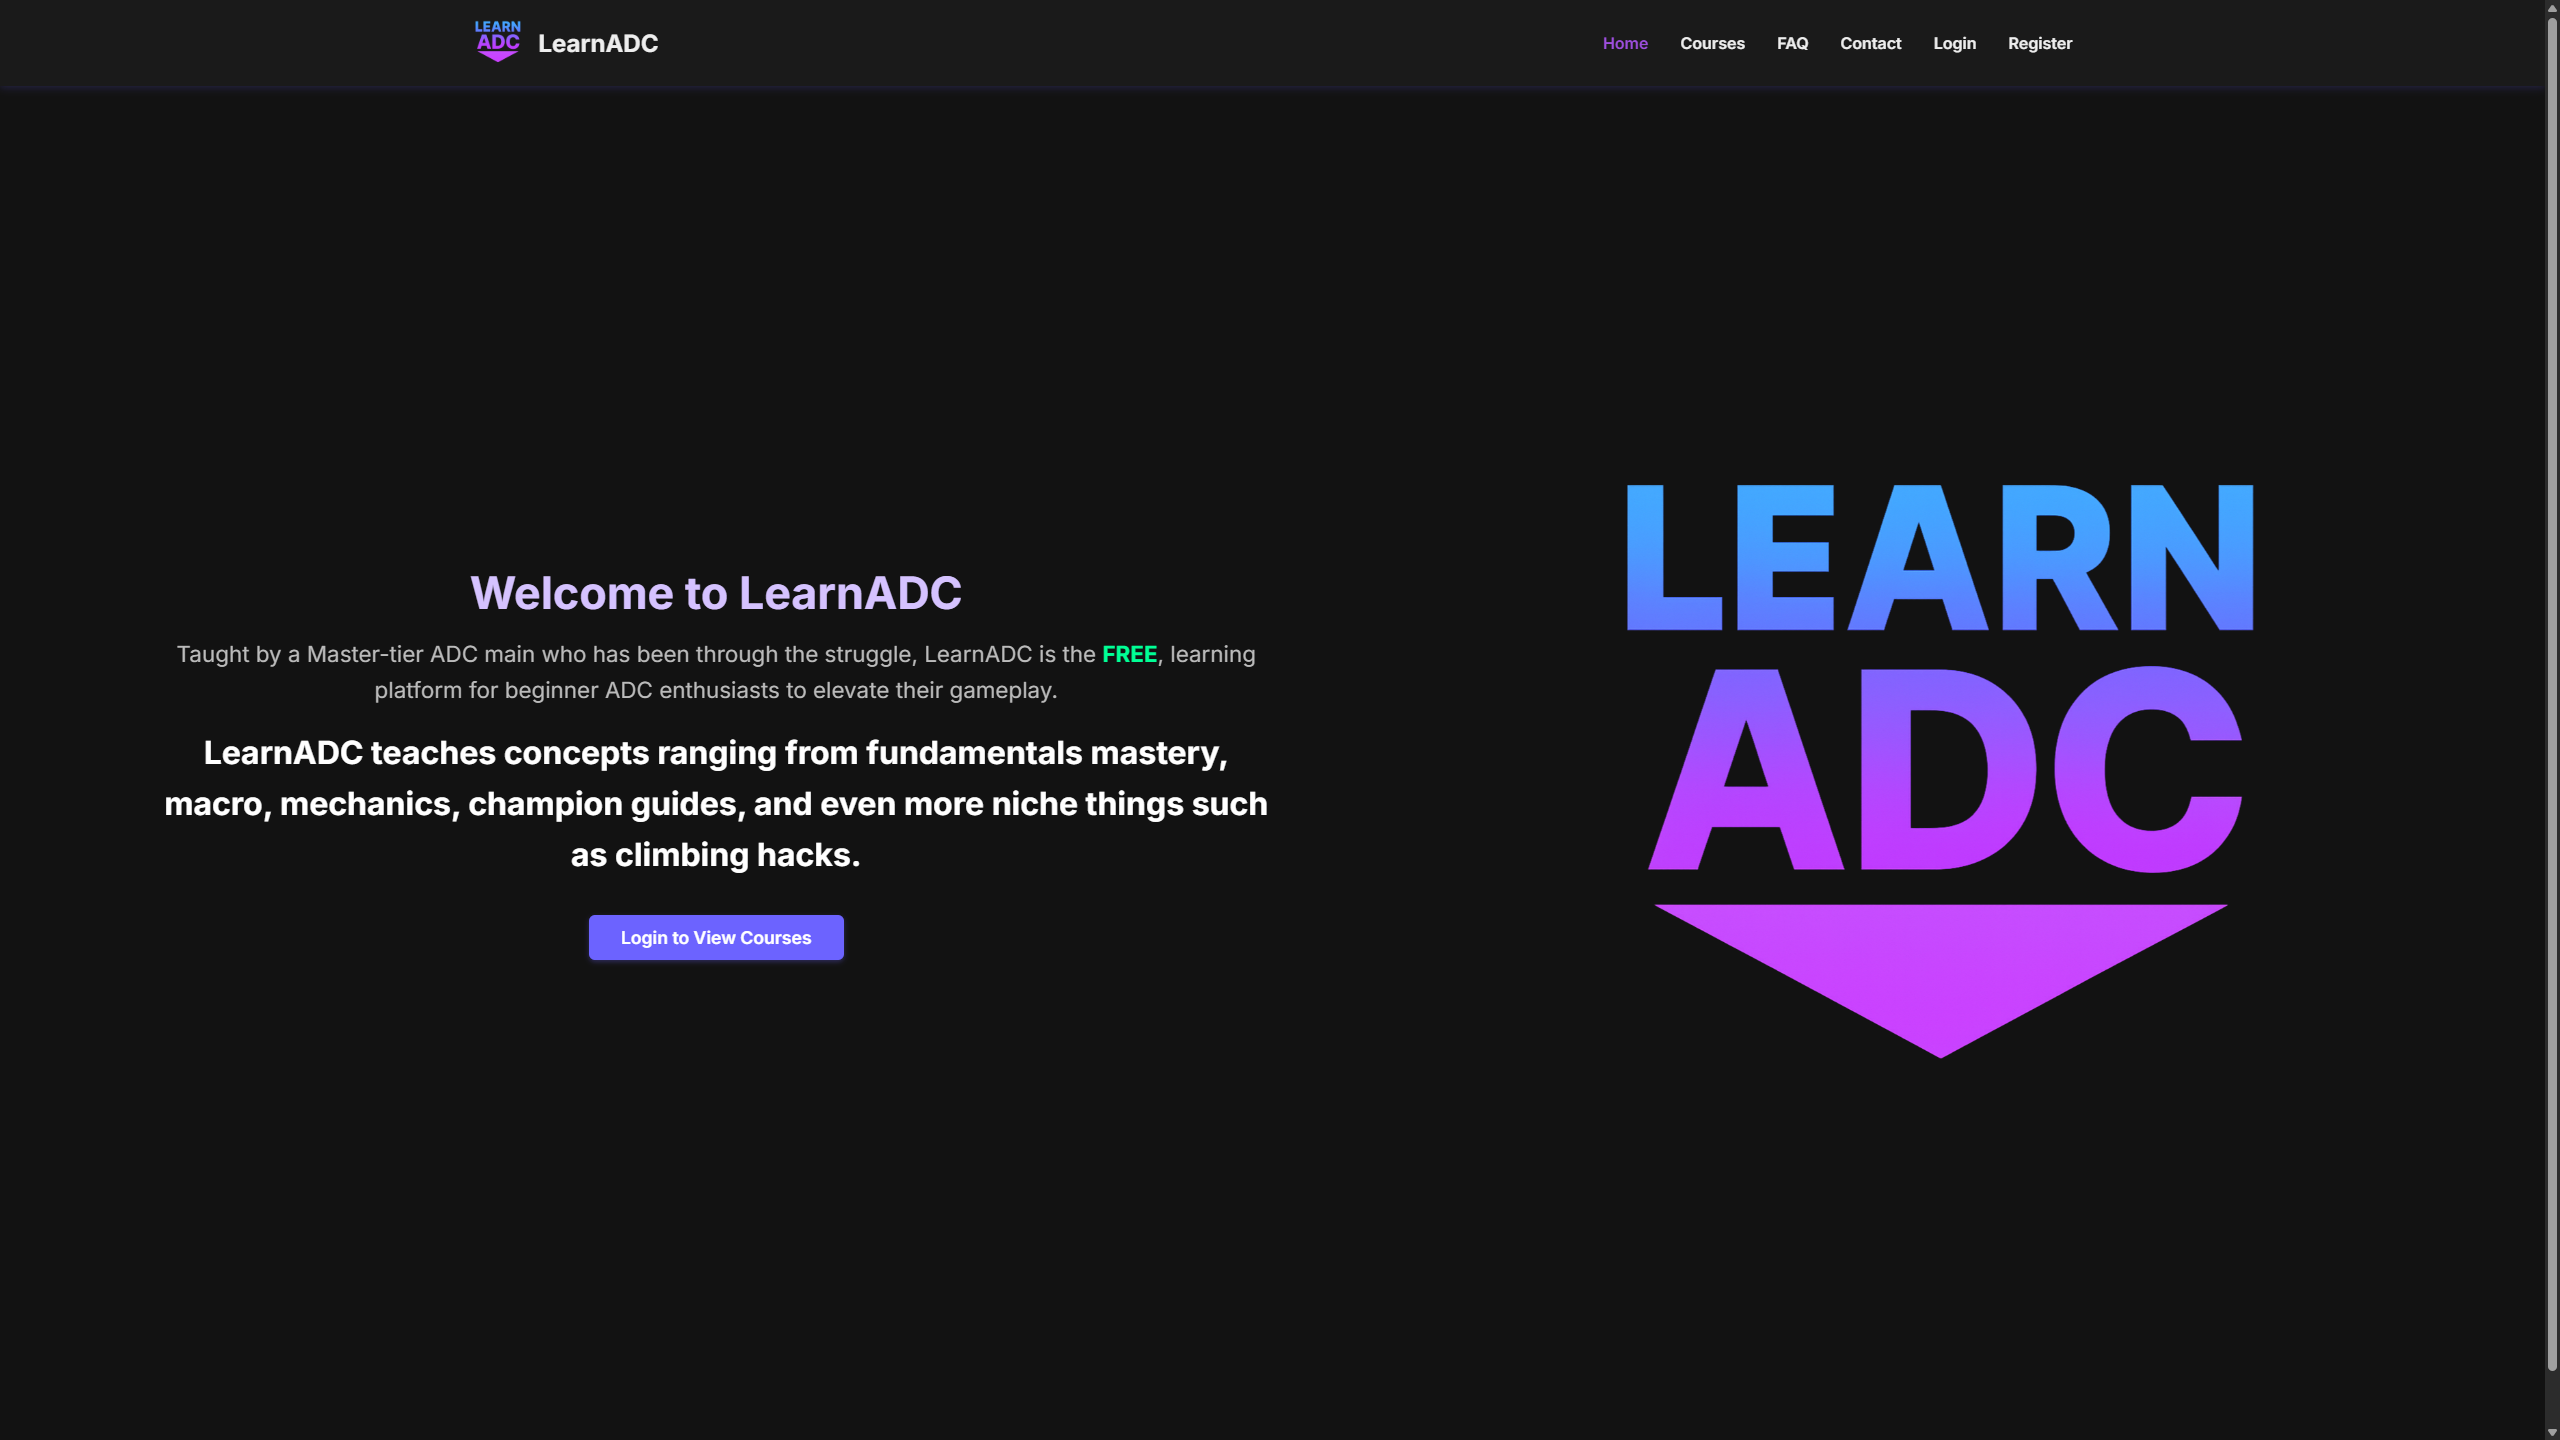 LEARN
ADC
LearnADC
Home
Courses
FAQ
Contact
Login
Register
Welcome to LearnADC
Taught by a Master-tier ADC main who has been through the struggle, LearnADC is the FREE, learning
platform for beginner ADC enthusiasts to elevate their gameplay.
LearnADC teaches concepts ranging from fundamentals mastery,
macro, mechanics, champion guides, and even more niche things such
as climbing hacks.
Login to View Courses
LEARN
ADC